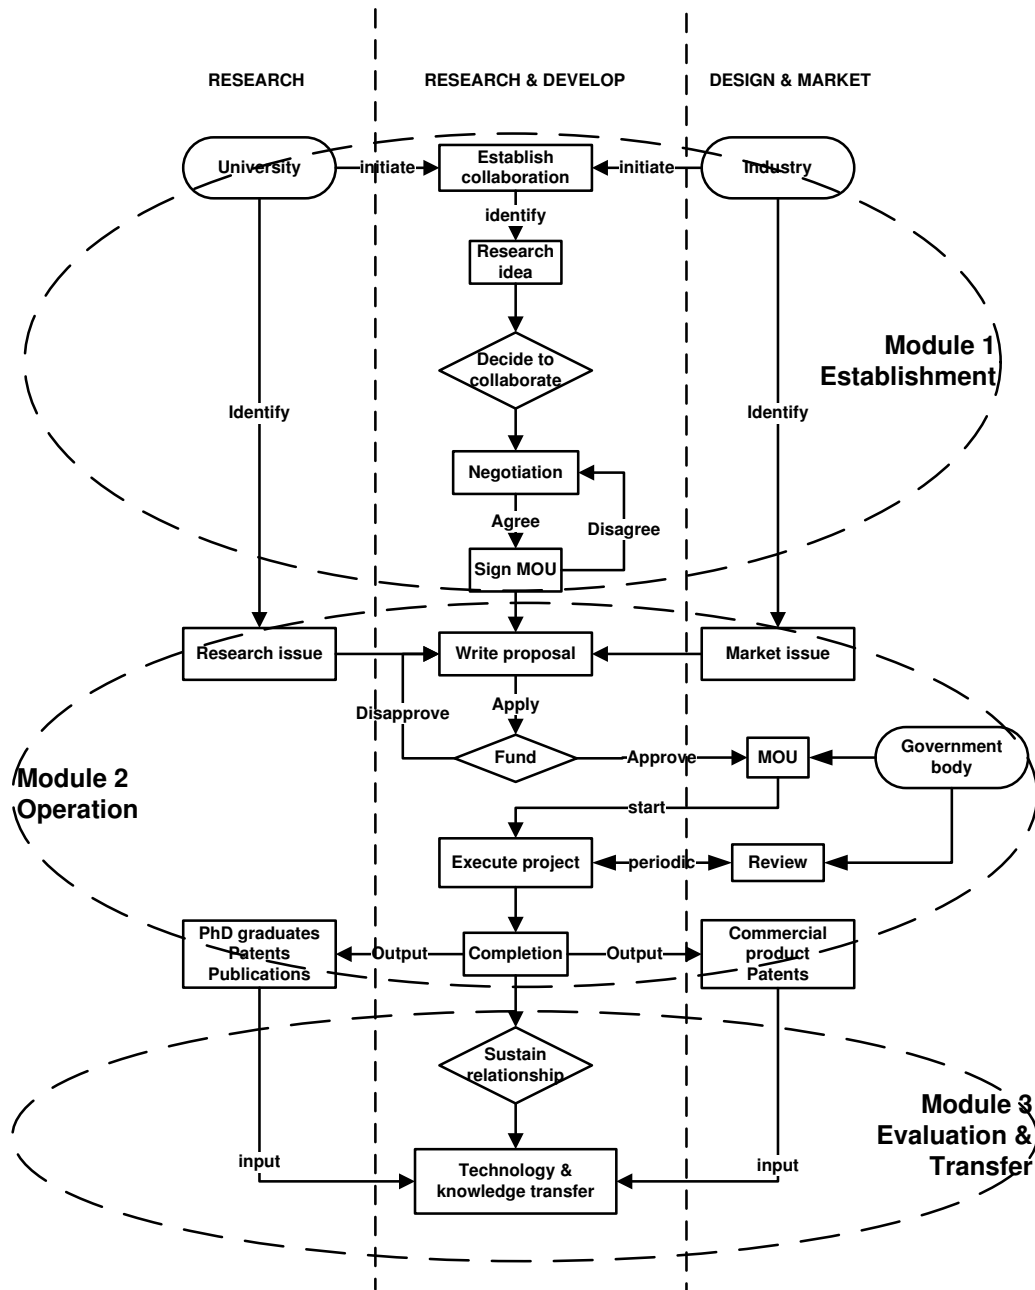 RESEARCH
RESEARCH & DEVELOP
DESIGN & MARKET
University
initiate
Establish
collaboration
initiate
Industry
identify
Research
idea
Decide to
collaborate
Module 1
Establishment
Identify
Identify
Negotiation
Agree
Disagree
Sign MOU
Research issue
Write proposal
Market issue
Disapprove
Apply
Fund
Approve
MOU
Government
body
Module 2
Operation
start
Execute project
periodic
Review
PhD graduates
Patents
Publications
Output
Completion
Output
Commercial
product
Patents
Sustain
relationship
Module 3
Evaluation &
Transfer
input
Technology &
knowledge transfer
input